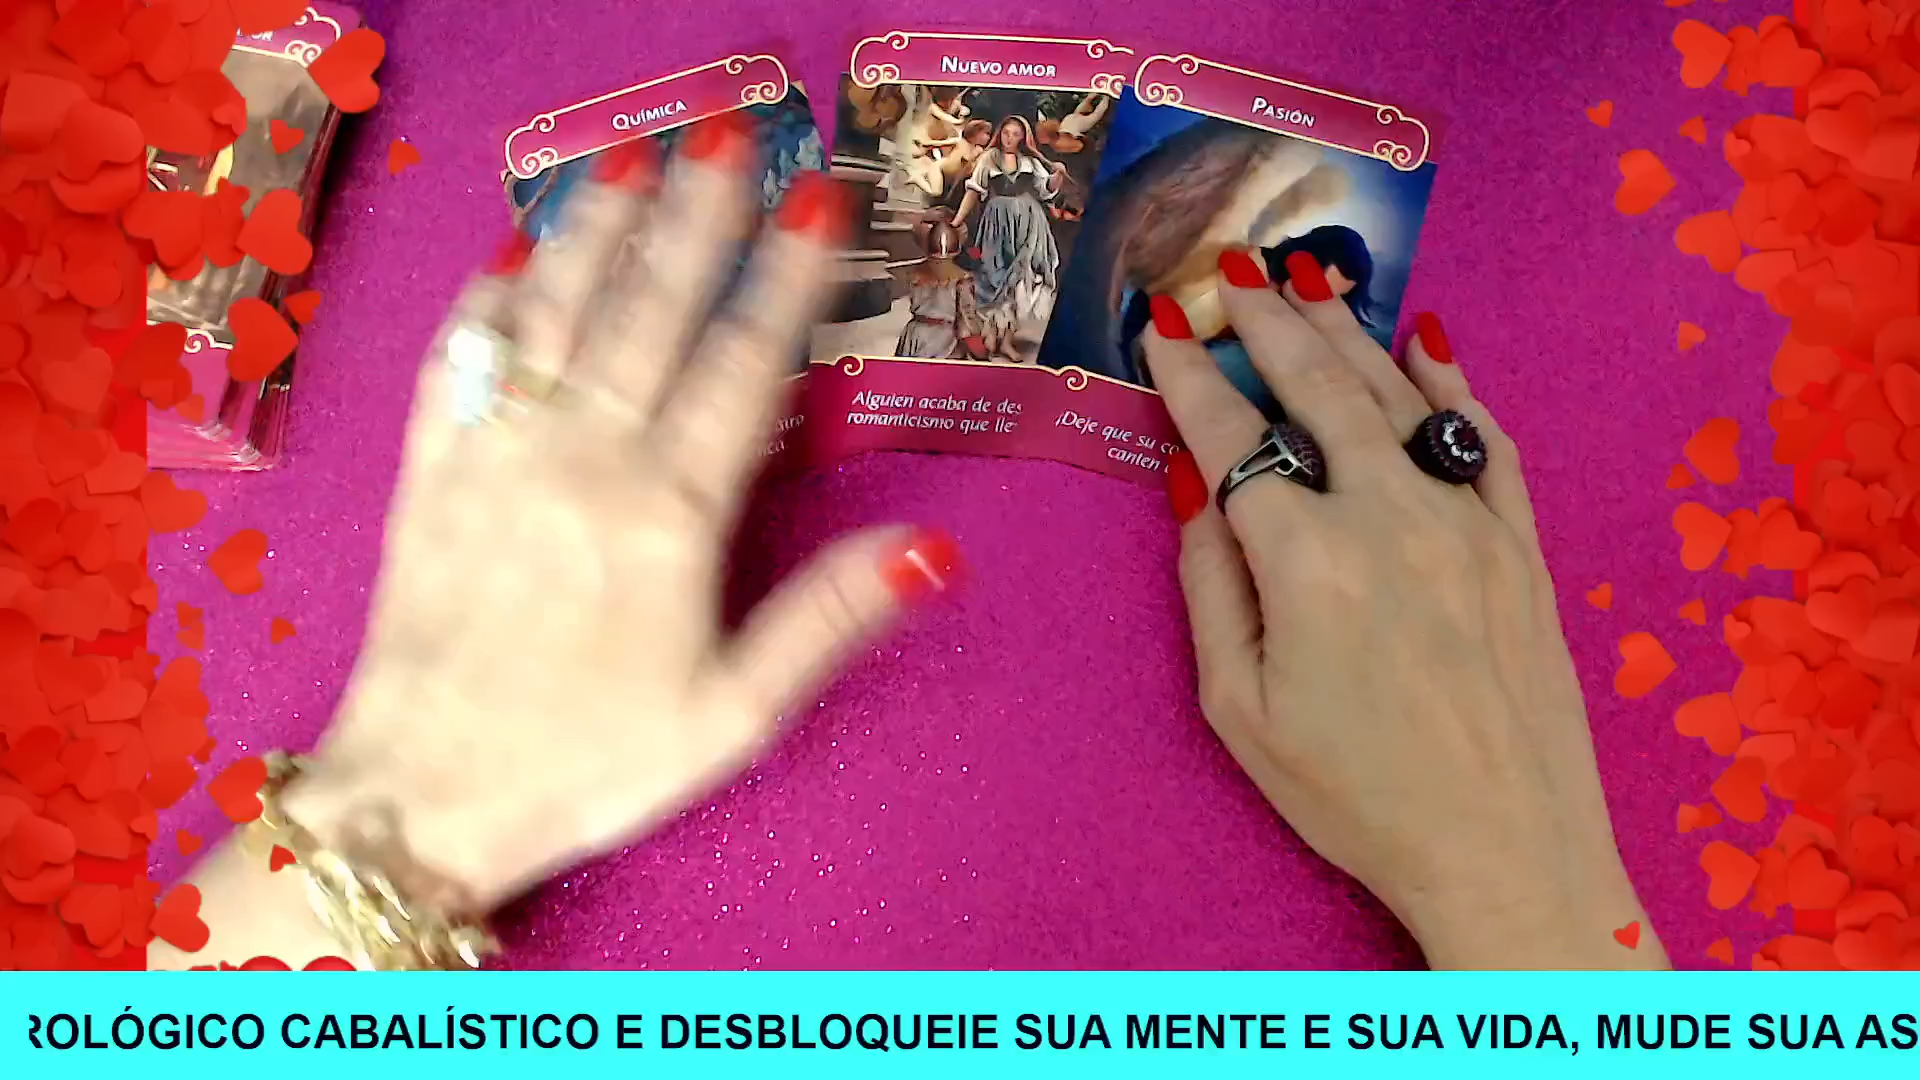 QUÍMICA
NUEVO AMOR
PASIÓN
Alguien acaba de des
romanticismo que lle
¡Deje que su co
canten
ROLÓGICO CABALÍSTICO E DESBLOQUEIE SUA MENTE E SUA VIDA, MUDE SUA AS